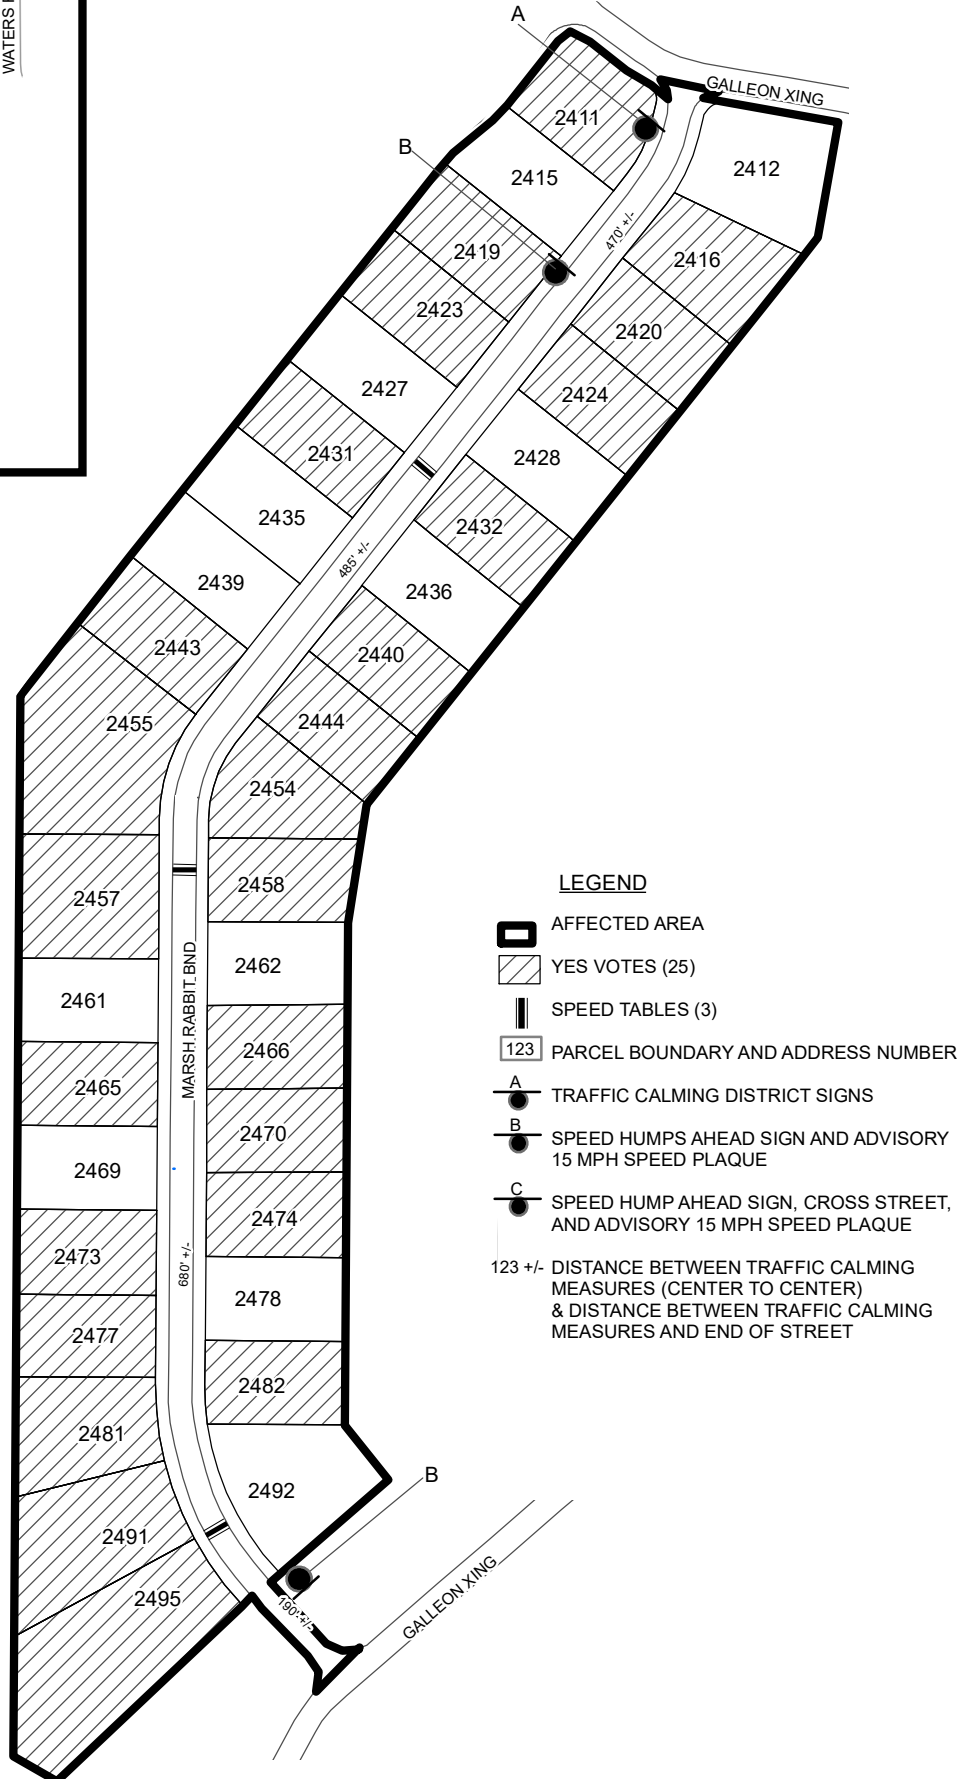 WATERS
A
GALLEON XING
2411
2412
B
2415
470' +/-
2419
2416
2423
2420
2427
2424
2431
2428
2435
2432
485' +/-
2439
2436
2443
2440
2455
2444
2454
2457
2458
2461
2462
MARSH RABBIT BND
2465
2466
2469
2470
2473
2474
680' +/-
2477
2478
2481
2482
2491
2492
2495
B
190' +/-
GALLEON XING
LEGEND
AFFECTED AREA
YES VOTES (25)
SPEED TABLES (3)
123 PARCEL BOUNDARY AND ADDRESS NUMBER
A TRAFFIC CALMING DISTRICT SIGNS
B SPEED HUMPS AHEAD SIGN AND ADVISORY
15 MPH SPEED PLAQUE
C SPEED HUMP AHEAD SIGN, CROSS STREET,
AND ADVISORY 15 MPH SPEED PLAQUE
123 +/- DISTANCE BETWEEN TRAFFIC CALMING
MEASURES (CENTER TO CENTER)
& DISTANCE BETWEEN TRAFFIC CALMING
MEASURES AND END OF STREET